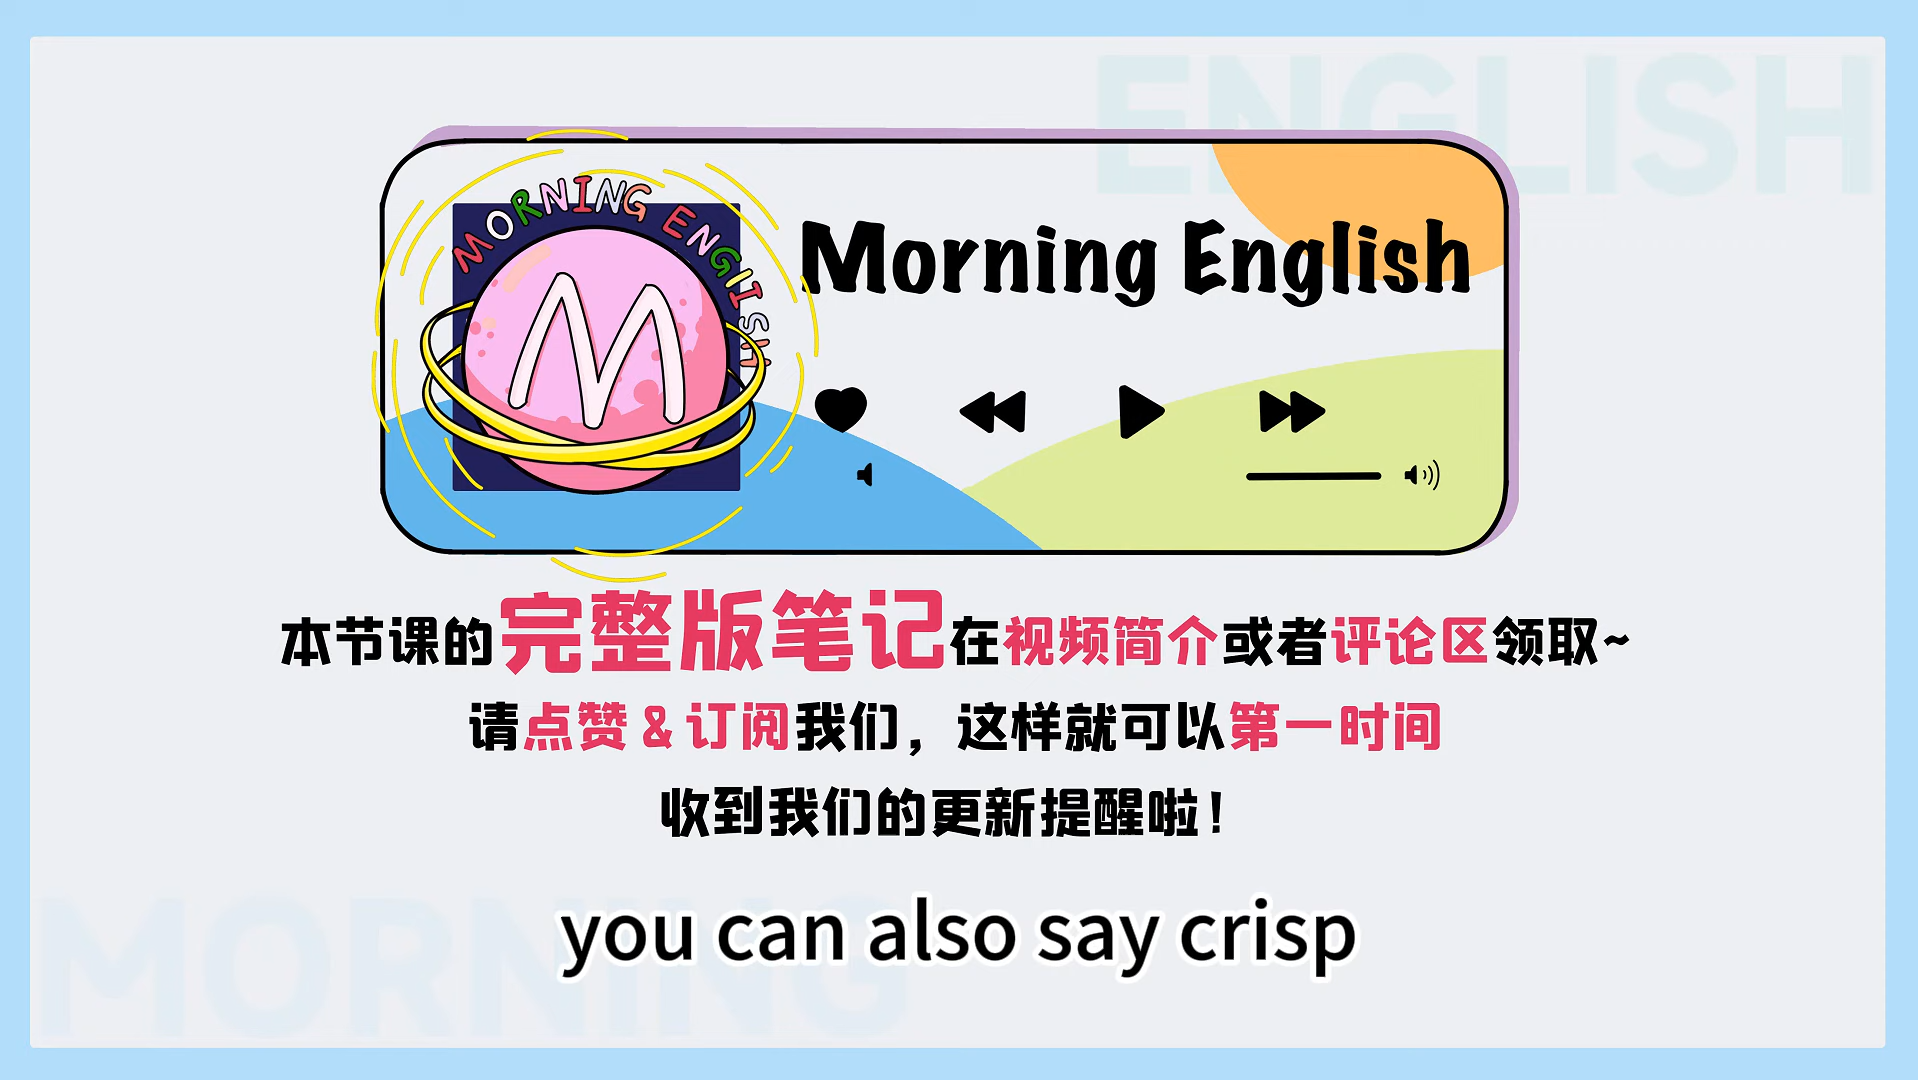 ENGLISH
MORNING ENGLISH
M
Morning English
本节课的完整版笔记在视频简介或者评论区领取~
请点赞&订阅我们，这样就可以第一时间
收到我们的更新提醒啦！
MORNING
you can also say crisp